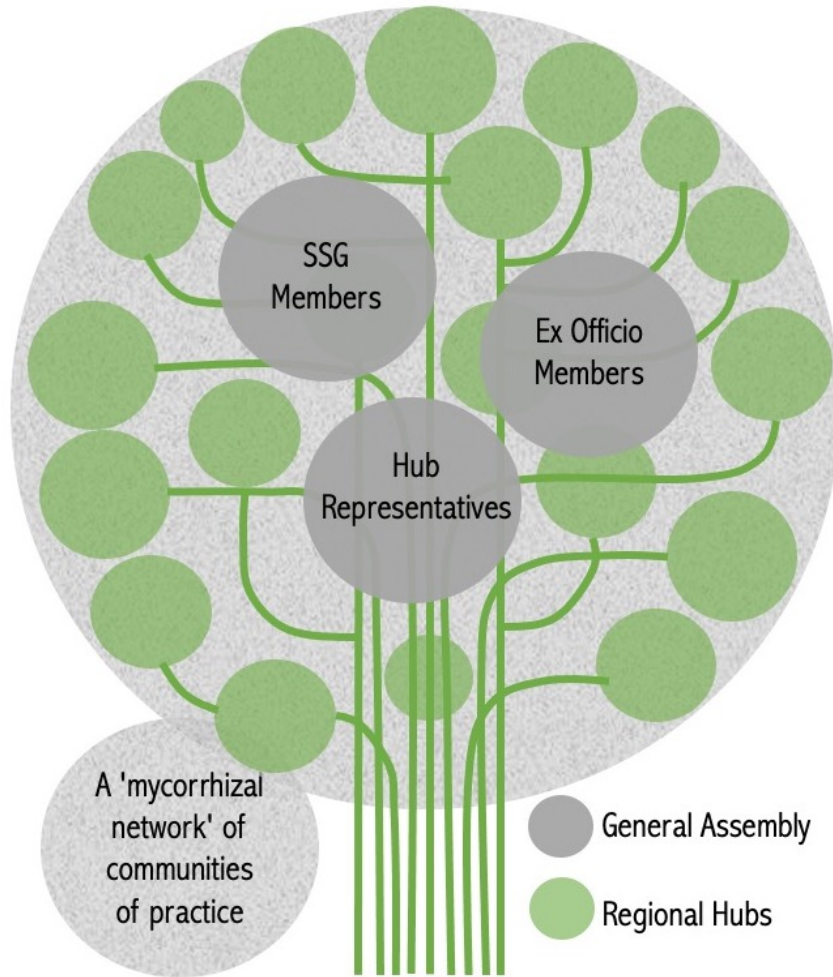 SSG
Members
Ex Officio
Members
Hub
Representatives
A 'mycorrhizal
network' of
communities
of practice
General Assembly
Regional Hubs